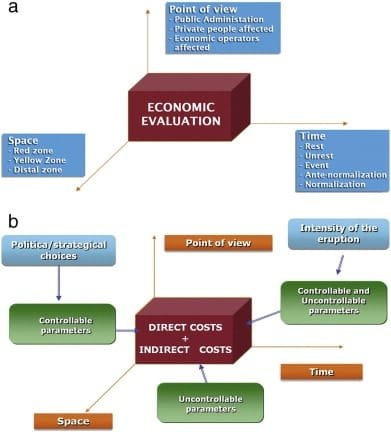 a
Point of view
- Public Administation
- Private people affected
- Economic operators
affected
ECONOMIC
EVALUATION
Space
- Red zone
- Yellow Zone
- Distal zone
Time
- Rest
- Unrest
- Event
- Ante-normalization
- Normalization
b
Politica/strategical
choices
Point of view
Intensity of the
eruption
Controllable
parameters
Controllable and
Uncontrollable
parameters
DIRECT COSTS
+
INDIRECT COSTS
Time
Uncontrollable
parameters
Space